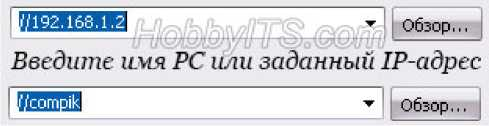 //192.168.1.2 Обзор...
HobbyITS.com
Введите имя PC или заданный IP-адрес
//compik Обзор...